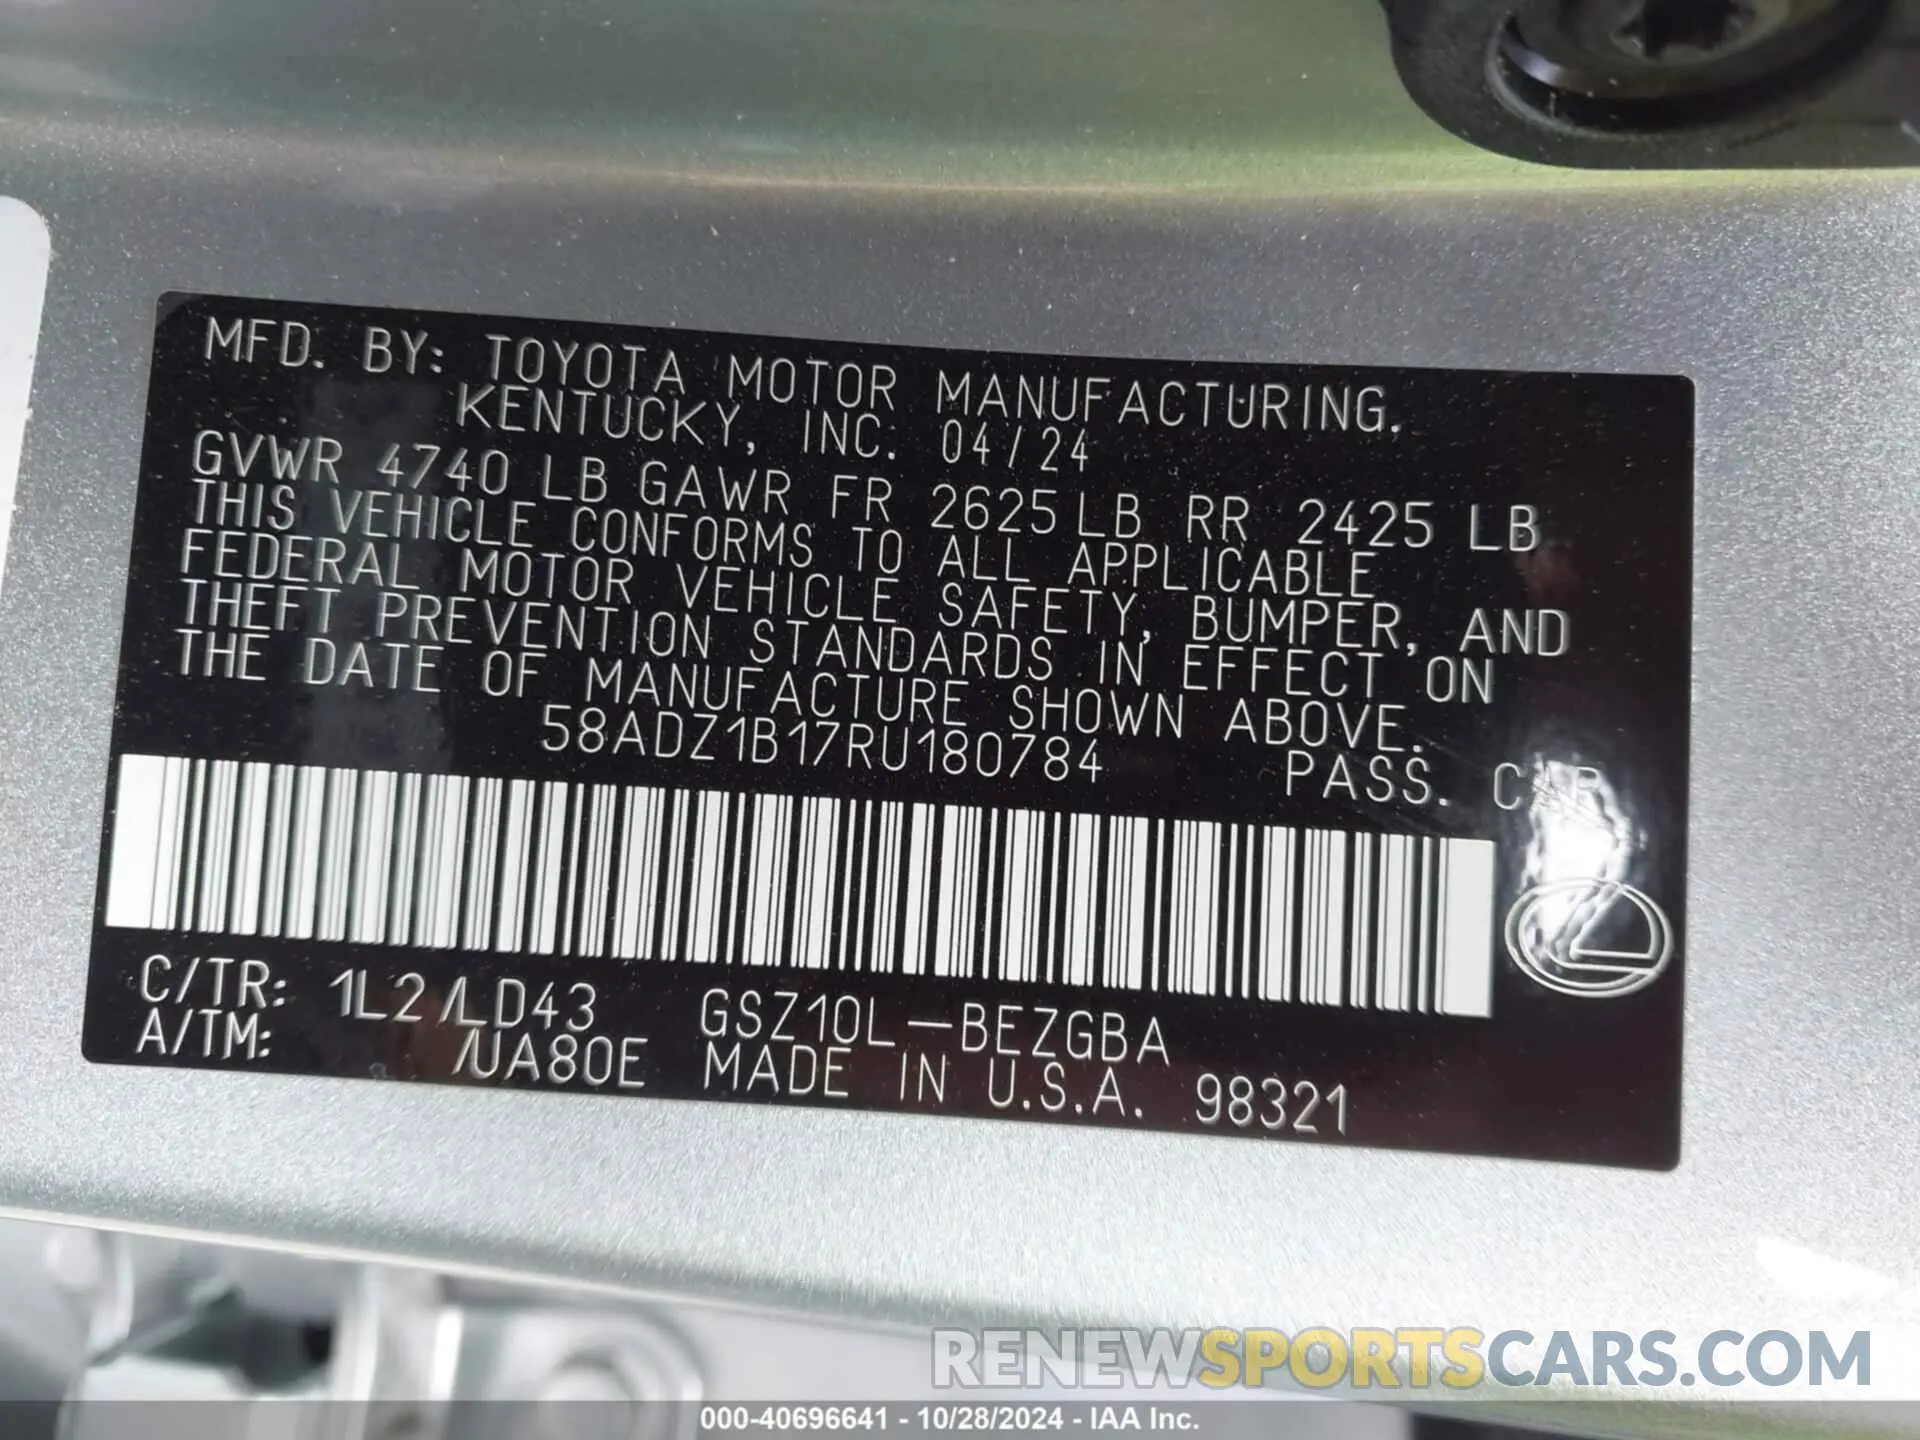 MFD. BY: TOYOTA MOTOR MANUFACTURING.
KENTUCKY, INC. 04/24
GVWR 4740 LB GAWR FR 2625 LB RR 2425 LB
THIS VEHICLE CONFORMS TO ALL APPLICABLE
FEDERAL MOTOR VEHICLE SAFETY, BUMPER, AND
THEFT PREVENTION STANDARDS IN EFFECT ON
THE DATE OF MANUFACTURE SHOWN ABOVE.
58ADZ1B17RU180784 PASS. CAR
C/TR: 1L2/LD43 GSZ10L-BEZGBA
A/TM: /UA80E MADE IN U.S.A. 98321
RENEWSPORTSCARS.COM
000-40696641 - 10/28/2024 - IAA Inc.